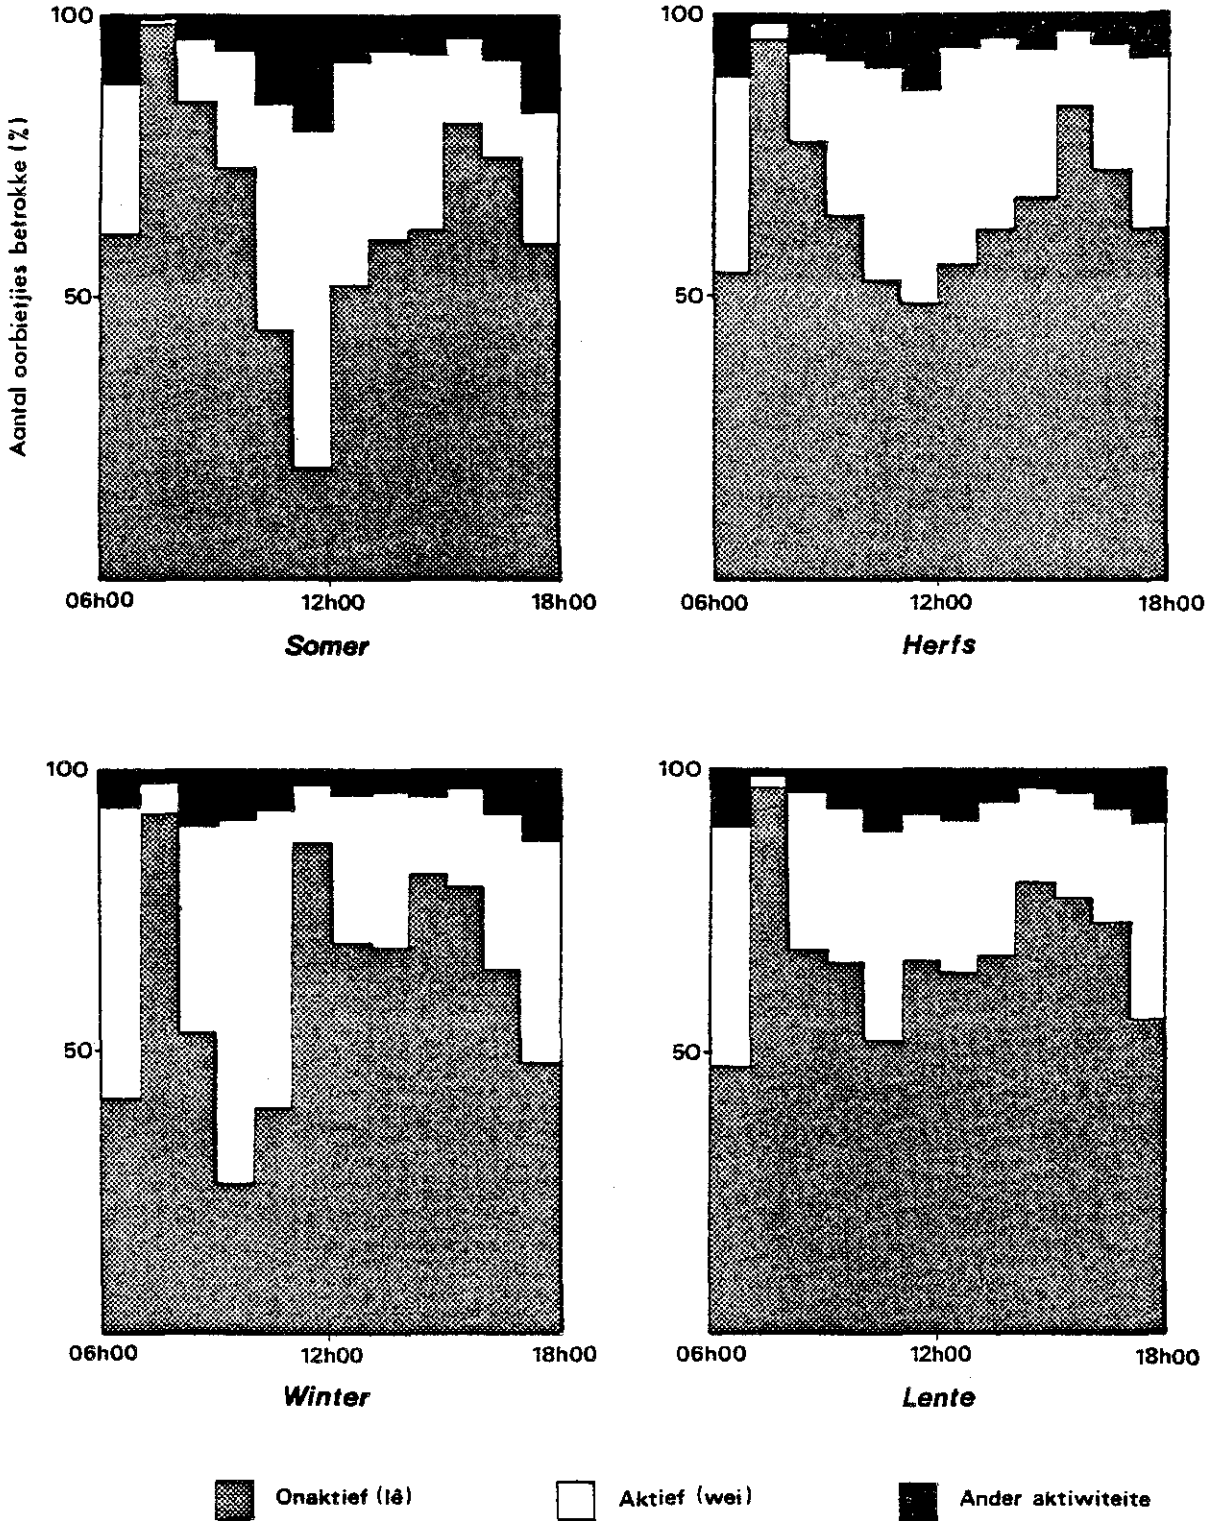 Aantal oorbietjies betrokke (%)
100
50
06h00 12h00 18h00
Somer
100
50
06h00 12h00 18h00
Herfs
100
50
06h00 12h00 18h00
Winter
100
50
06h00 12h00 18h00
Lente
Onaktief (lê)
Aktief (wei)
Ander aktiwiteite